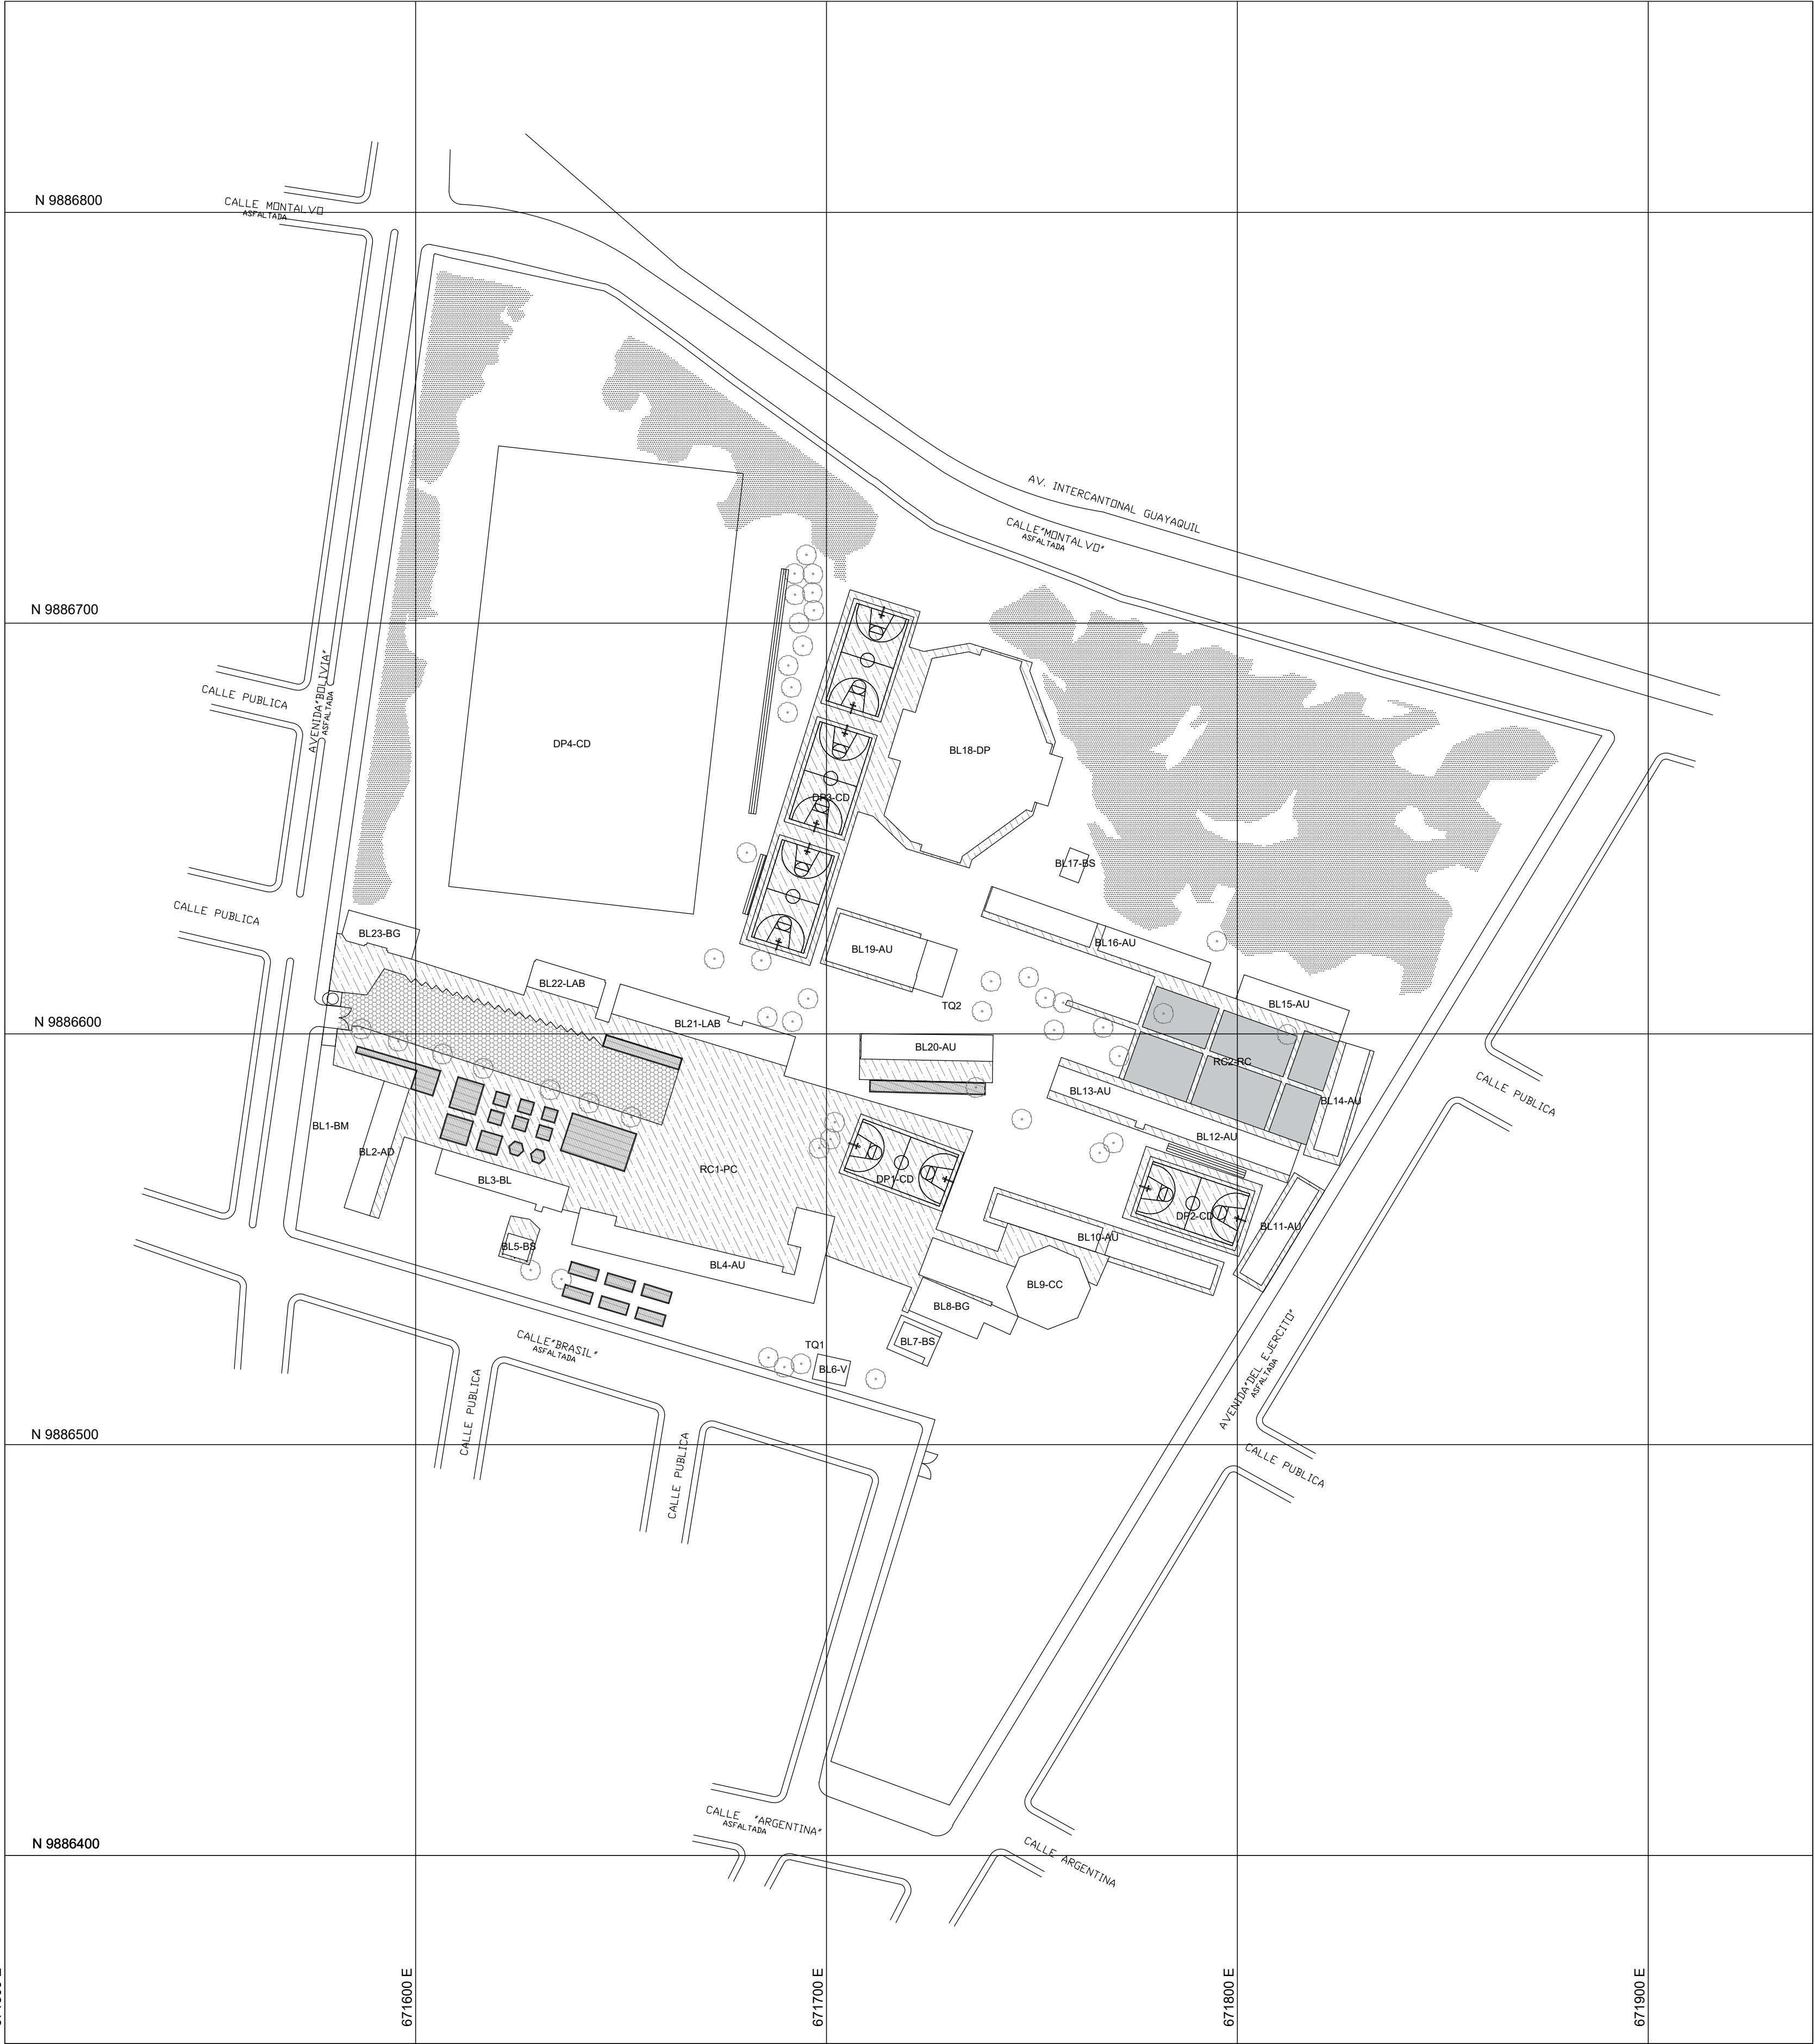 N 9886800
CALLE MONTALVO
ASFALTADA
AV. INTERCANTONAL GUAYAQUIL
CALLE"MONTALVO"
ASFALTADA
N 9886700
AVENIDA"BOLIVIA"
ASFALTADA
CALLE PUBLICA
DP4-CD
BL18-DP
DP3-CD
BL17-BS
CALLE PUBLICA
BL23-BG
BL19-AU
BL16-AU
BL22-LAB
TQ2
BL15-AU
N 9886600
BL21-LAB
BL20-AU
RC2-RC
CALLE PUBLICA
BL13-AU
BL14-AU
BL1-BM
BL12-AU
BL2-AD
RC1-PC
BL3-BL
DP1-CD
DP2-CD
BL11-AU
BL10-AU
BL5-BS
BL4-AU
BL9-CC
BL8-BG
CALLE"BRASIL"
ASFALTADA
TQ1
BL7-BS
BL6-V
AVENIDA"DEL EJERCITO"
ASFALTADA
CALLE PUBLICA
N 9886500
CALLE PUBLICA
CALLE PUBLICA
CALLE "ARGENTINA"
ASFALTADA
N 9886400
CALLE ARGENTINA
671600 E
671700 E
671800 E
671900 E